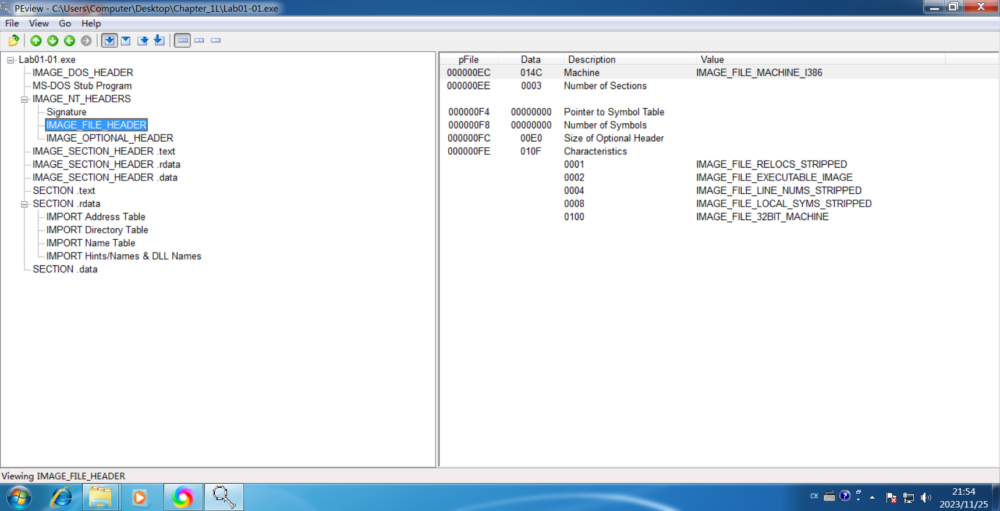 PEview - C:\Users\Computer\Desktop\Chapter_1L\Lab01-01.exe
File View Go Help
Lab01-01.exe
IMAGE_DOS_HEADER
MS-DOS Stub Program
IMAGE_NT_HEADERS
Signature
IMAGE_FILE_HEADER
IMAGE_OPTIONAL_HEADER
IMAGE_SECTION_HEADER .text
IMAGE_SECTION_HEADER .rdata
IMAGE_SECTION_HEADER .data
SECTION .text
SECTION .rdata
IMPORT Address Table
IMPORT Directory Table
IMPORT Name Table
IMPORT Hints/Names & DLL Names
SECTION .data
pFile Data Description Value
000000EC 014C Machine IMAGE_FILE_MACHINE_I386
000000EE 0003 Number of Sections
000000F4 00000000 Pointer to Symbol Table
000000F8 00000000 Number of Symbols
000000FC 00E0 Size of Optional Header
000000FE 010F Characteristics
0001 IMAGE_FILE_RELOCS_STRIPPED
0002 IMAGE_FILE_EXECUTABLE_IMAGE
0004 IMAGE_FILE_LINE_NUMS_STRIPPED
0008 IMAGE_FILE_LOCAL_SYMS_STRIPPED
0100 IMAGE_FILE_32BIT_MACHINE
Viewing IMAGE_FILE_HEADER
CH
21:54
2023/11/25